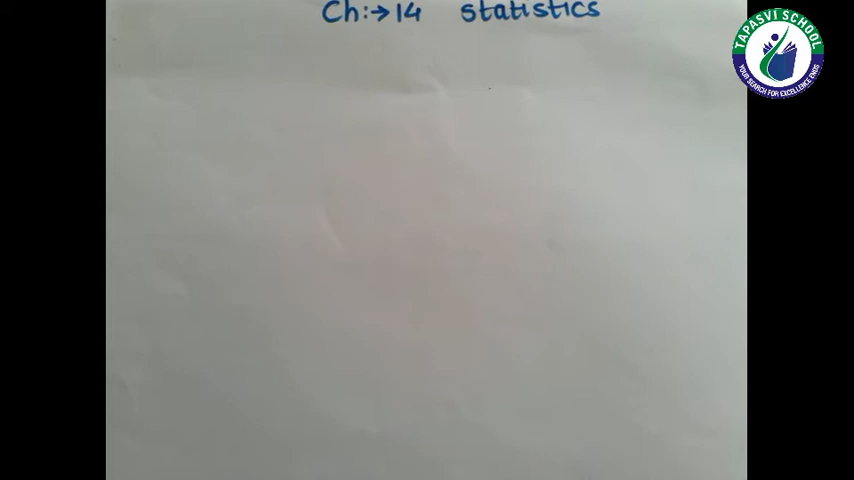 Ch:→14 statistics
TAPASVI SCHOOL
YOUR SEARCH FOR EXCELLENCE ENDS